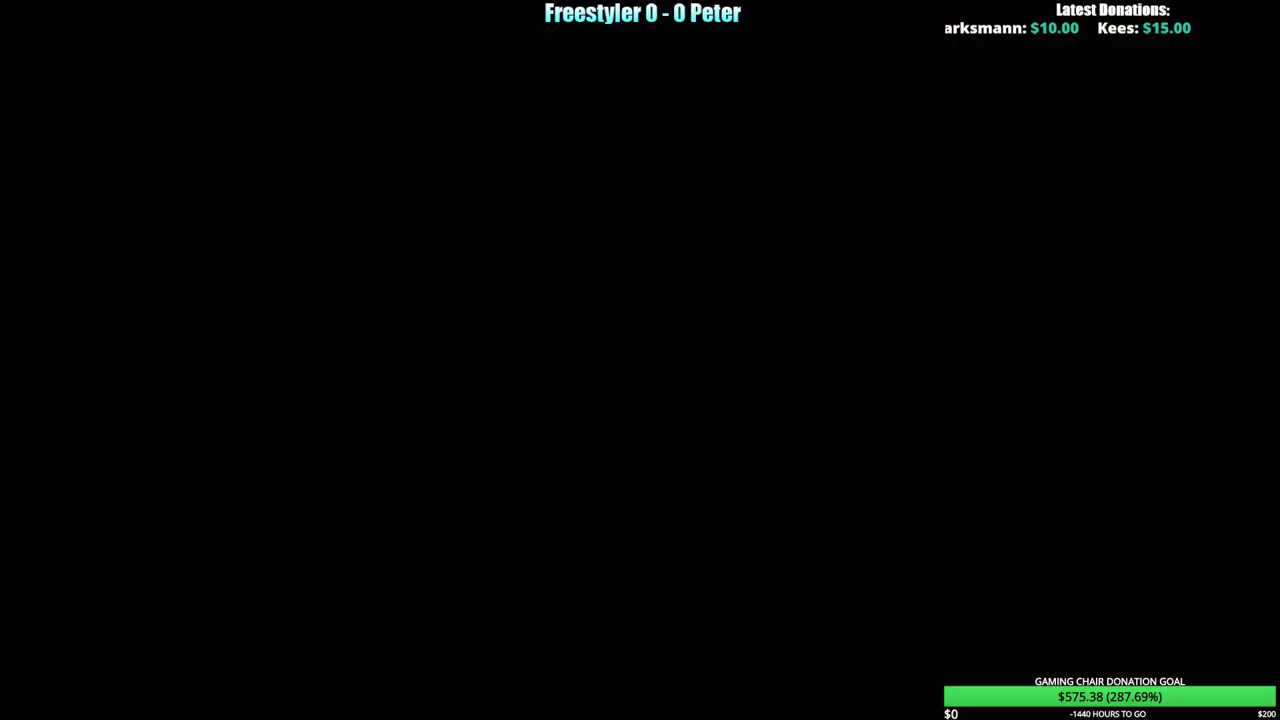 Freestyler 0 - 0 Peter
Latest Donations:
arksmann: $10.00 Kees: $15.00
GAMING CHAIR DONATION GOAL
$575.38 (287.69%)
$0 -1440 HOURS TO GO $200